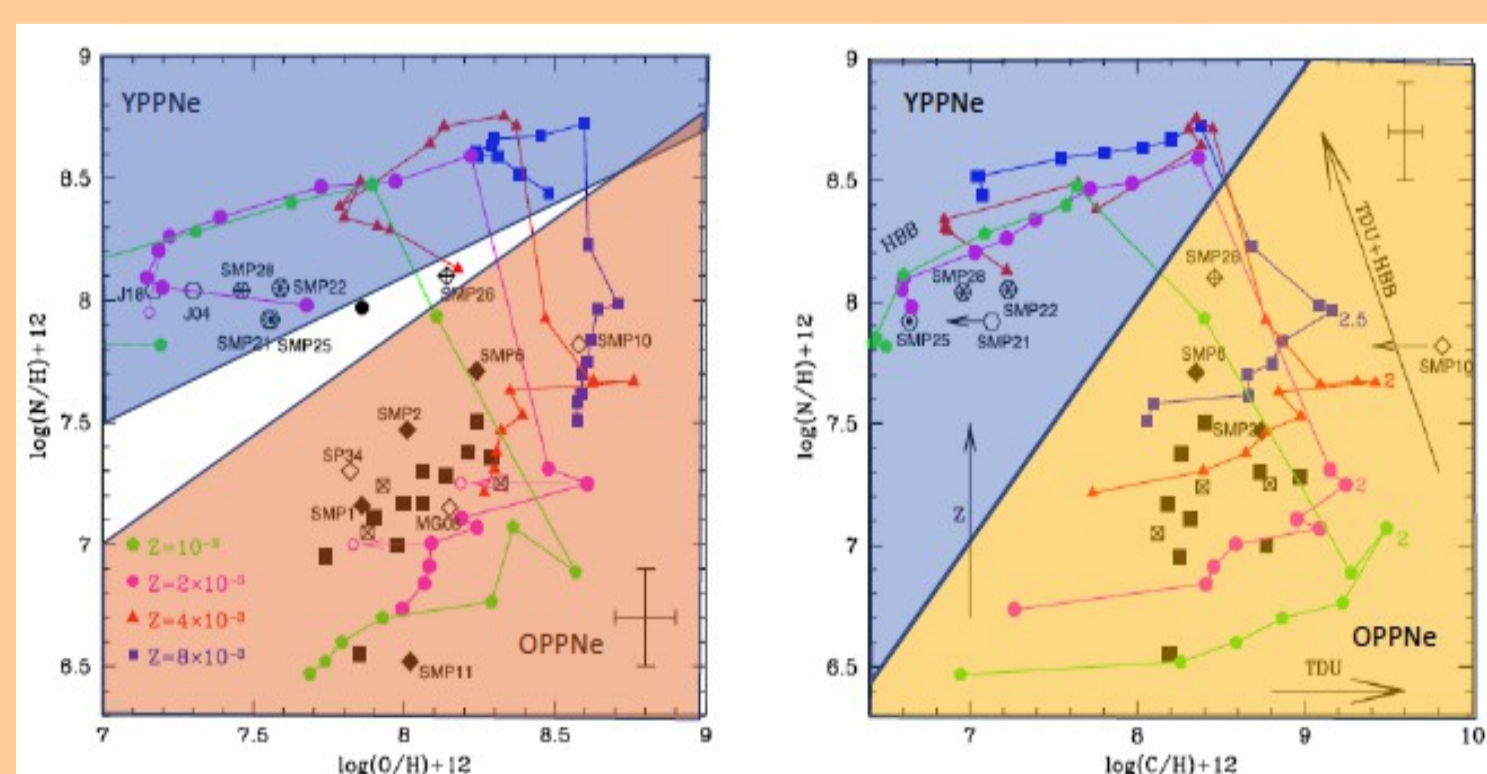 9
YPPNe
8.5
SMP28
SMP22
J18
J04
SMP26
SMP21 SMP25
SMP10
8
SMP6
log(N/H)+12
7.5
SMP2
SP34
SMP1
MG08
7
Z=10⁻³
Z=2×10⁻³
Z=4×10⁻³
Z=8×10⁻³
OPPNe
6.5
SMP11
7 7.5 8 8.5 9
log(O/H)+12
9
YPPNe
8.5
HBB
SMP28
SMP26
TDU+HBB
SMP22
8
SMP25
SMP21
2.5
SMP6
SMP10
log(N/H)+12
2
7.5
SMP2
Z
2
7
2
OPPNe
6.5
TDU
7 8 9 10
log(C/H)+12